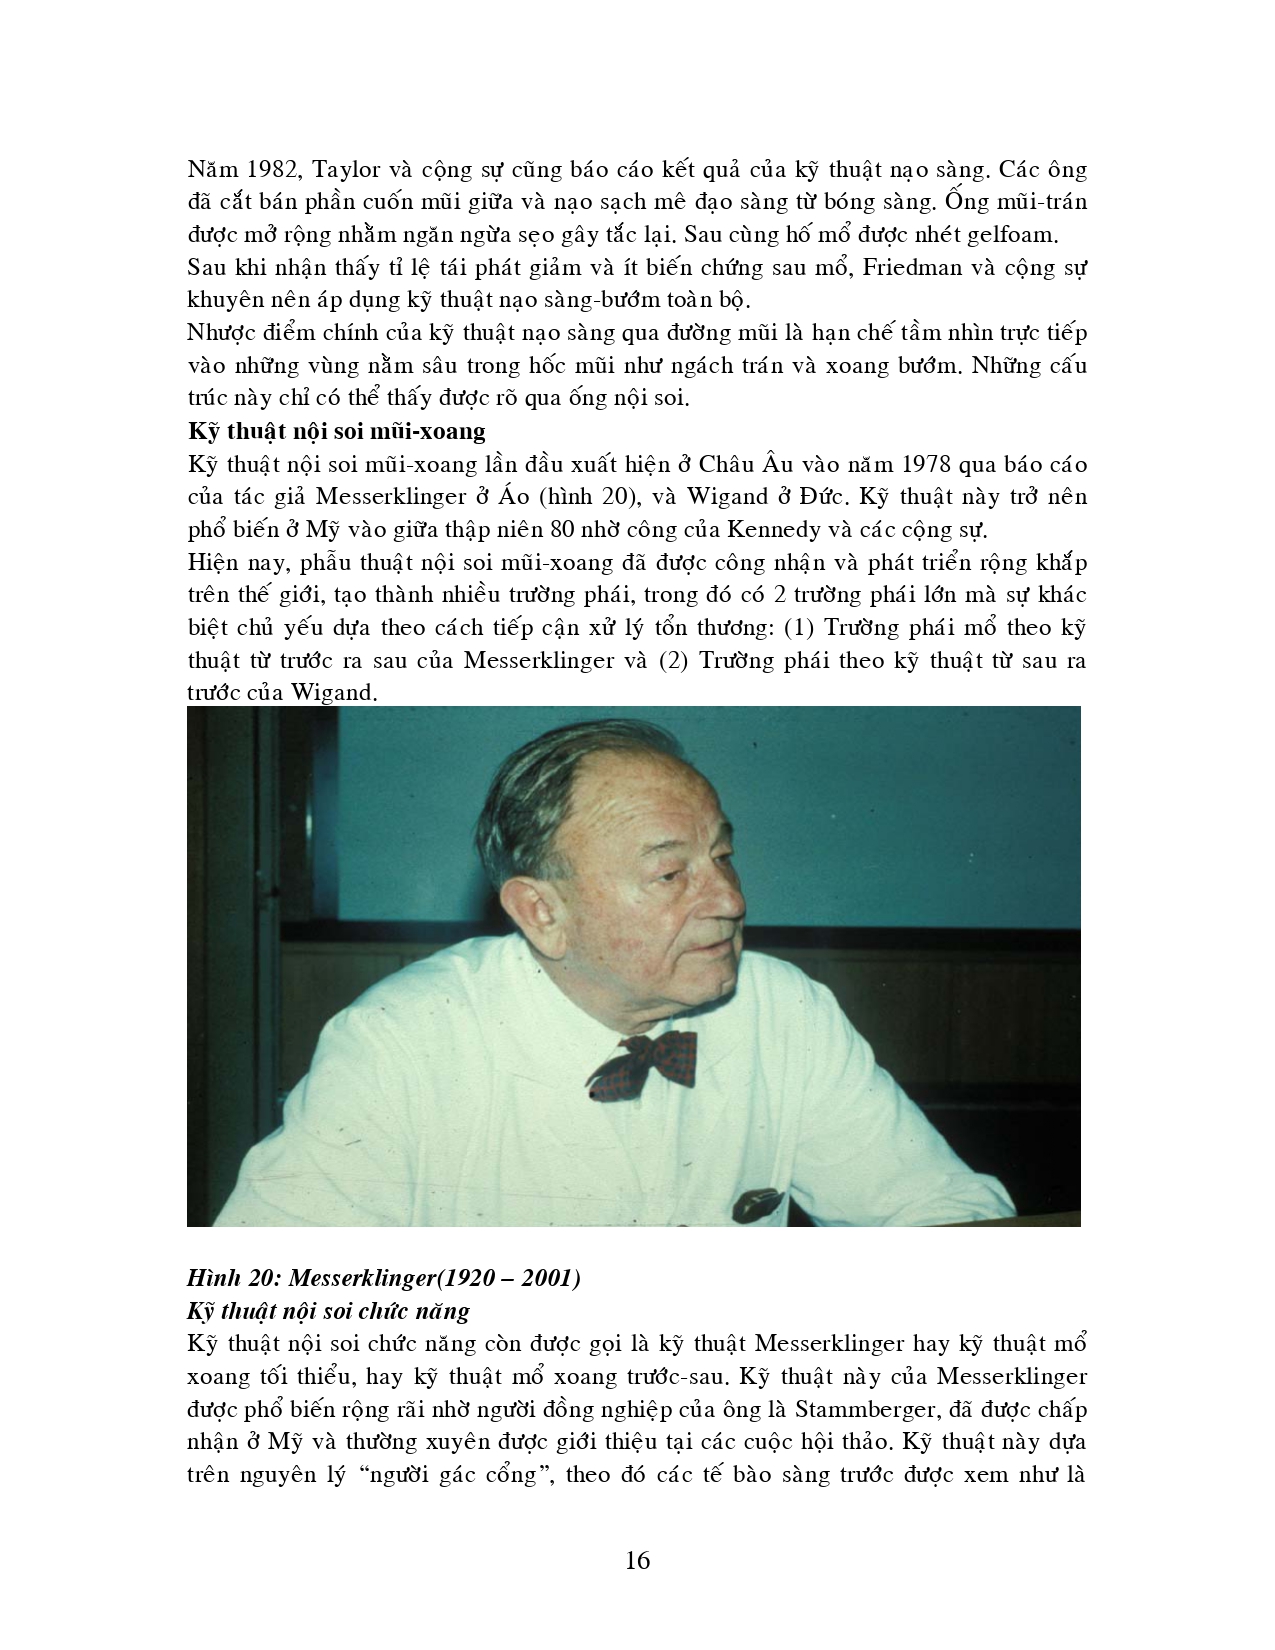 Năm 1982, Taylor và cộng sự cũng báo cáo kết quả của kỹ thuật nạo sàng. Các ông
đã cắt bán phần cuốn mũi giữa và nạo sạch mê đạo sàng từ bóng sàng. Ống mũi-trán
được mở rộng nhằm ngăn ngừa sẹo gây tắc lại. Sau cùng hố mổ được nhét gelfoam.
Sau khi nhận thấy tỉ lệ tái phát giảm và ít biến chứng sau mổ, Friedman và cộng sự
khuyên nên áp dụng kỹ thuật nạo sàng-bướm toàn bộ.
Nhược điểm chính của kỹ thuật nạo sàng qua đường mũi là hạn chế tầm nhìn trực tiếp
vào những vùng nằm sâu trong hốc mũi như ngách trán và xoang bướm. Những cấu
trúc này chỉ có thể thấy được rõ qua ống nội soi.
Kỹ thuật nội soi mũi-xoang
Kỹ thuật nội soi mũi-xoang lần đầu xuất hiện ở Châu Âu vào năm 1978 qua báo cáo
của tác giả Messerklinger ở Áo (hình 20), và Wigand ở Đức. Kỹ thuật này trở nên
phổ biến ở Mỹ vào giữa thập niên 80 nhờ công của Kennedy và các cộng sự.
Hiện nay, phẫu thuật nội soi mũi-xoang đã được công nhận và phát triển rộng khắp
trên thế giới, tạo thành nhiều trường phái, trong đó có 2 trường phái lớn mà sự khác
biệt chủ yếu dựa theo cách tiếp cận xử lý tổn thương: (1) Trường phái mổ theo kỹ
thuật từ trước ra sau của Messerklinger và (2) Trường phái theo kỹ thuật từ sau ra
trước của Wigand.
Hình 20: Messerklinger(1920 – 2001)
Kỹ thuật nội soi chức năng
Kỹ thuật nội soi chức năng còn được gọi là kỹ thuật Messerklinger hay kỹ thuật mổ
xoang tối thiểu, hay kỹ thuật mổ xoang trước-sau. Kỹ thuật này của Messerklinger
được phổ biến rộng rãi nhờ người đồng nghiệp của ông là Stammberger, đã được chấp
nhận ở Mỹ và thường xuyên được giới thiệu tại các cuộc hội thảo. Kỹ thuật này dựa
trên nguyên lý “người gác cổng”, theo đó các tế bào sàng trước được xem như là
16